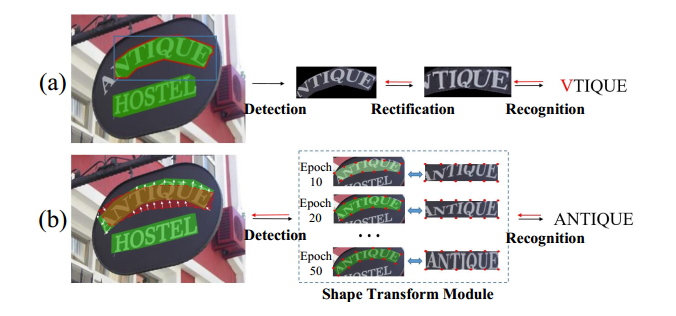 (a)
ANTIQUE
HOSTEL
Detection
NTIQUE
Rectification
NTIQUE
Recognition
VTIQUE
(b)
ANTIQUE
HOSTEL
Detection
Epoch
10
ANTIQUE
HOSTEL
ANTIQUE
Epoch
20
ANTIQUE
HOSTEL
ANTIQUE
...
Epoch
50
ANTIQUE
HOSTEL
ANTIQUE
Shape Transform Module
Recognition
ANTIQUE